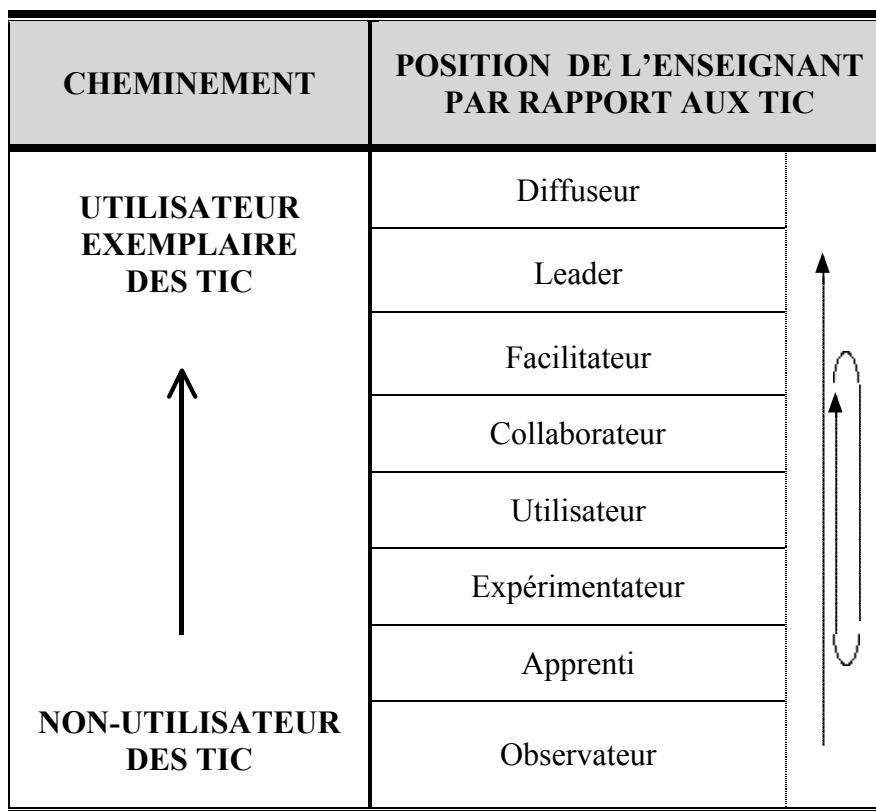 CHEMINEMENT
POSITION DE L'ENSEIGNANT
PAR RAPPORT AUX TIC
UTILISATEUR
EXEMPLAIRE
DES TIC
NON-UTILISATEUR
DES TIC
Diffuseur
Leader
Facilitateur
Collaborateur
Utilisateur
Expérimentateur
Apprenti
Observateur